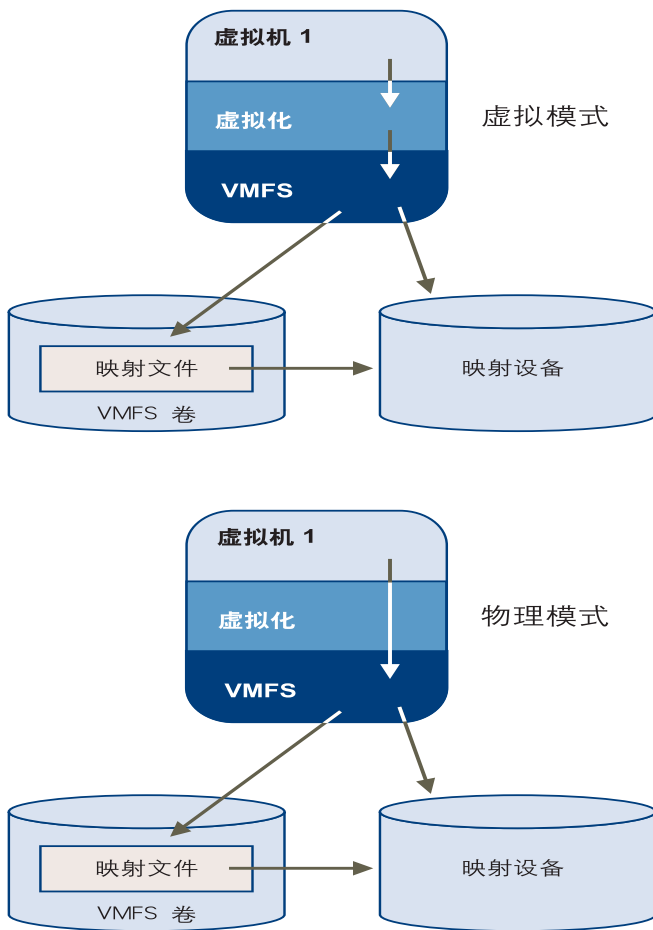 虚拟机 1
虚拟化
虚拟模式
VMFS
映射文件
映射设备
VMFS 卷
虚拟机 1
虚拟化
物理模式
VMFS
映射文件
映射设备
VMFS 卷